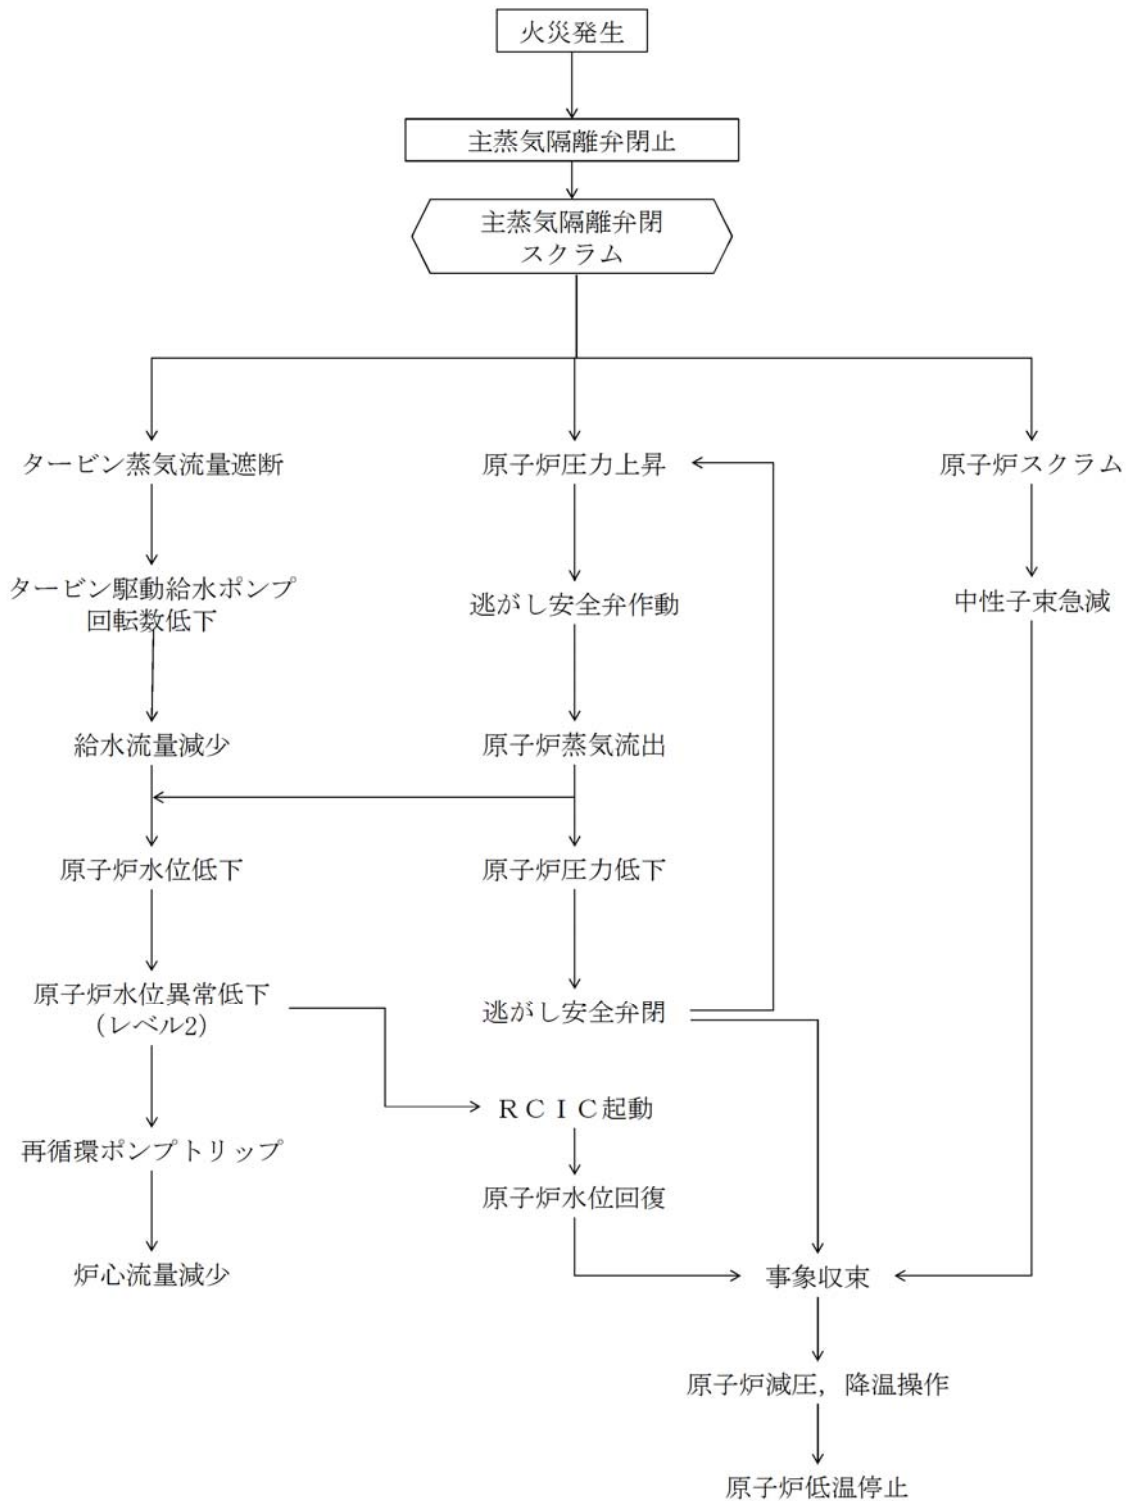 火災発生
主蒸気隔離弁閉止
主蒸気隔離弁閉
スクラム
タービン蒸気流量遮断
原子炉圧力上昇
原子炉スクラム
タービン駆動給水ポンプ
回転数低下
逃がし安全弁作動
中性子束急減
給水流量減少
原子炉蒸気流出
原子炉水位低下
原子炉圧力低下
原子炉水位異常低下
（レベル2）
逃がし安全弁閉
ＲＣＩＣ起動
再循環ポンプトリップ
原子炉水位回復
炉心流量減少
事象収束
原子炉減圧，降温操作
原子炉低温停止